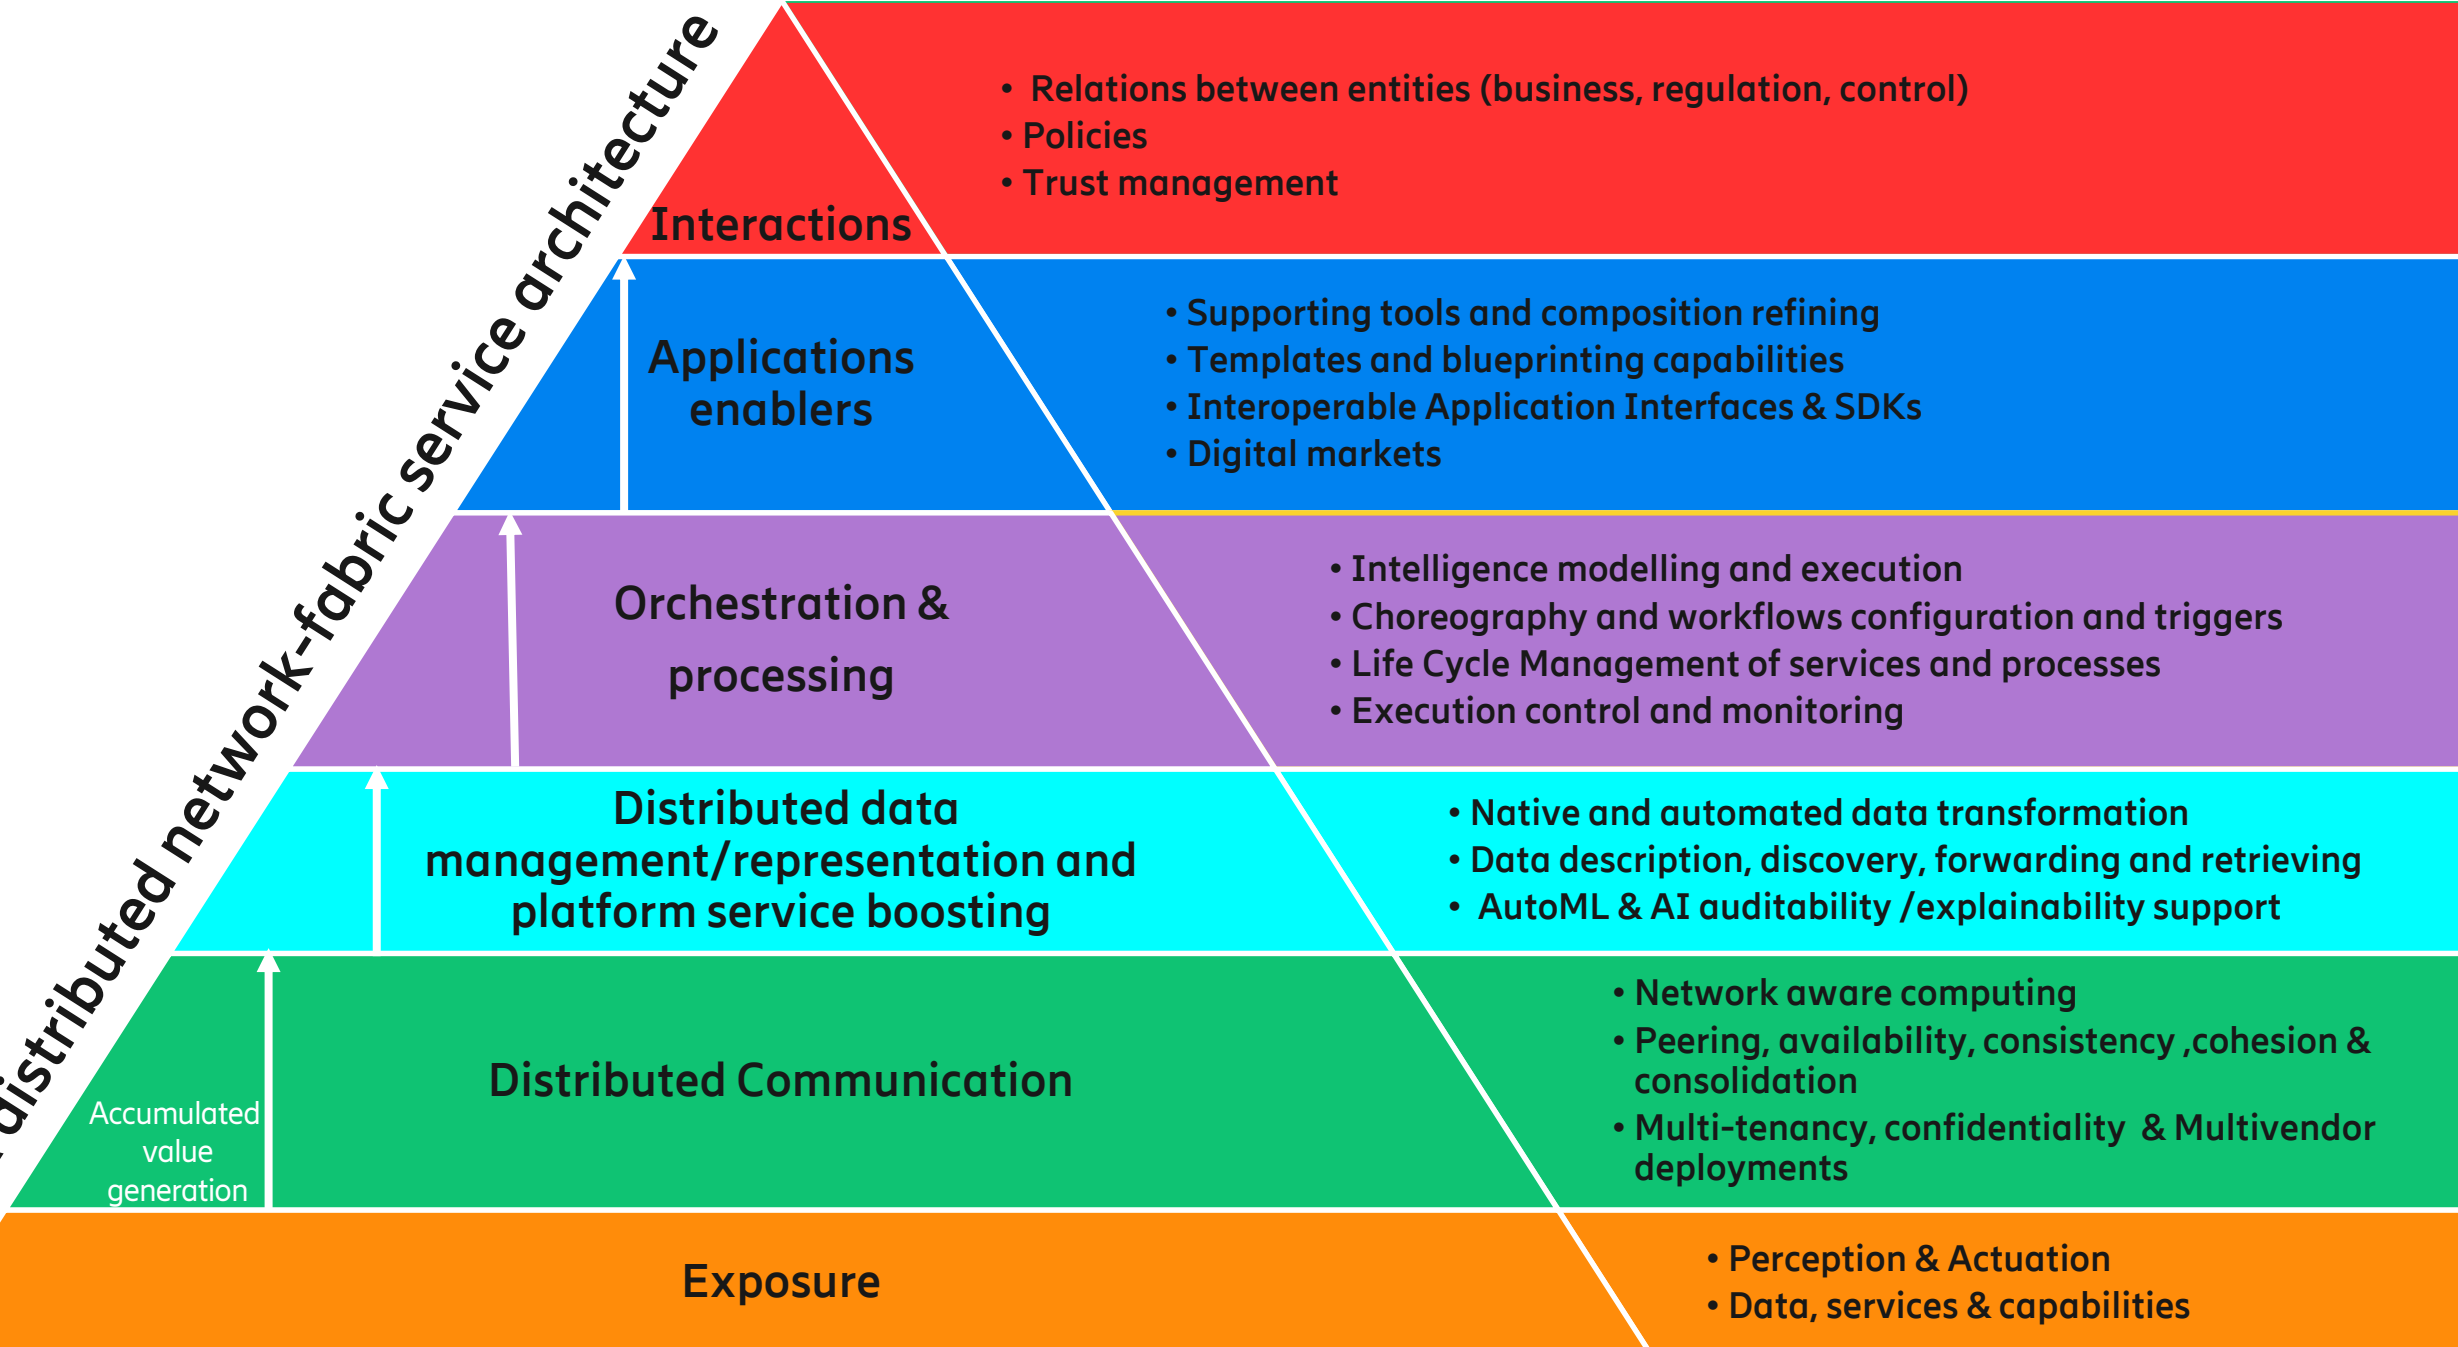 distributed network-fabric service architecture
• Relations between entities (business, regulation, control)
• Policies
• Trust management
Interactions
• Supporting tools and composition refining
• Templates and blueprinting capabilities
• Interoperable Application Interfaces & SDKs
• Digital markets
Applications
enablers
• Intelligence modelling and execution
• Choreography and workflows configuration and triggers
• Life Cycle Management of services and processes
• Execution control and monitoring
Orchestration &
processing
Distributed data
management/representation and
platform service boosting
• Native and automated data transformation
• Data description, discovery, forwarding and retrieving
• AutoML & AI auditability /explainability support
Distributed Communication
• Network aware computing
• Peering, availability, consistency ,cohesion &
consolidation
• Multi-tenancy, confidentiality & Multivendor
deployments
Accumulated
value
generation
Exposure
• Perception & Actuation
• Data, services & capabilities